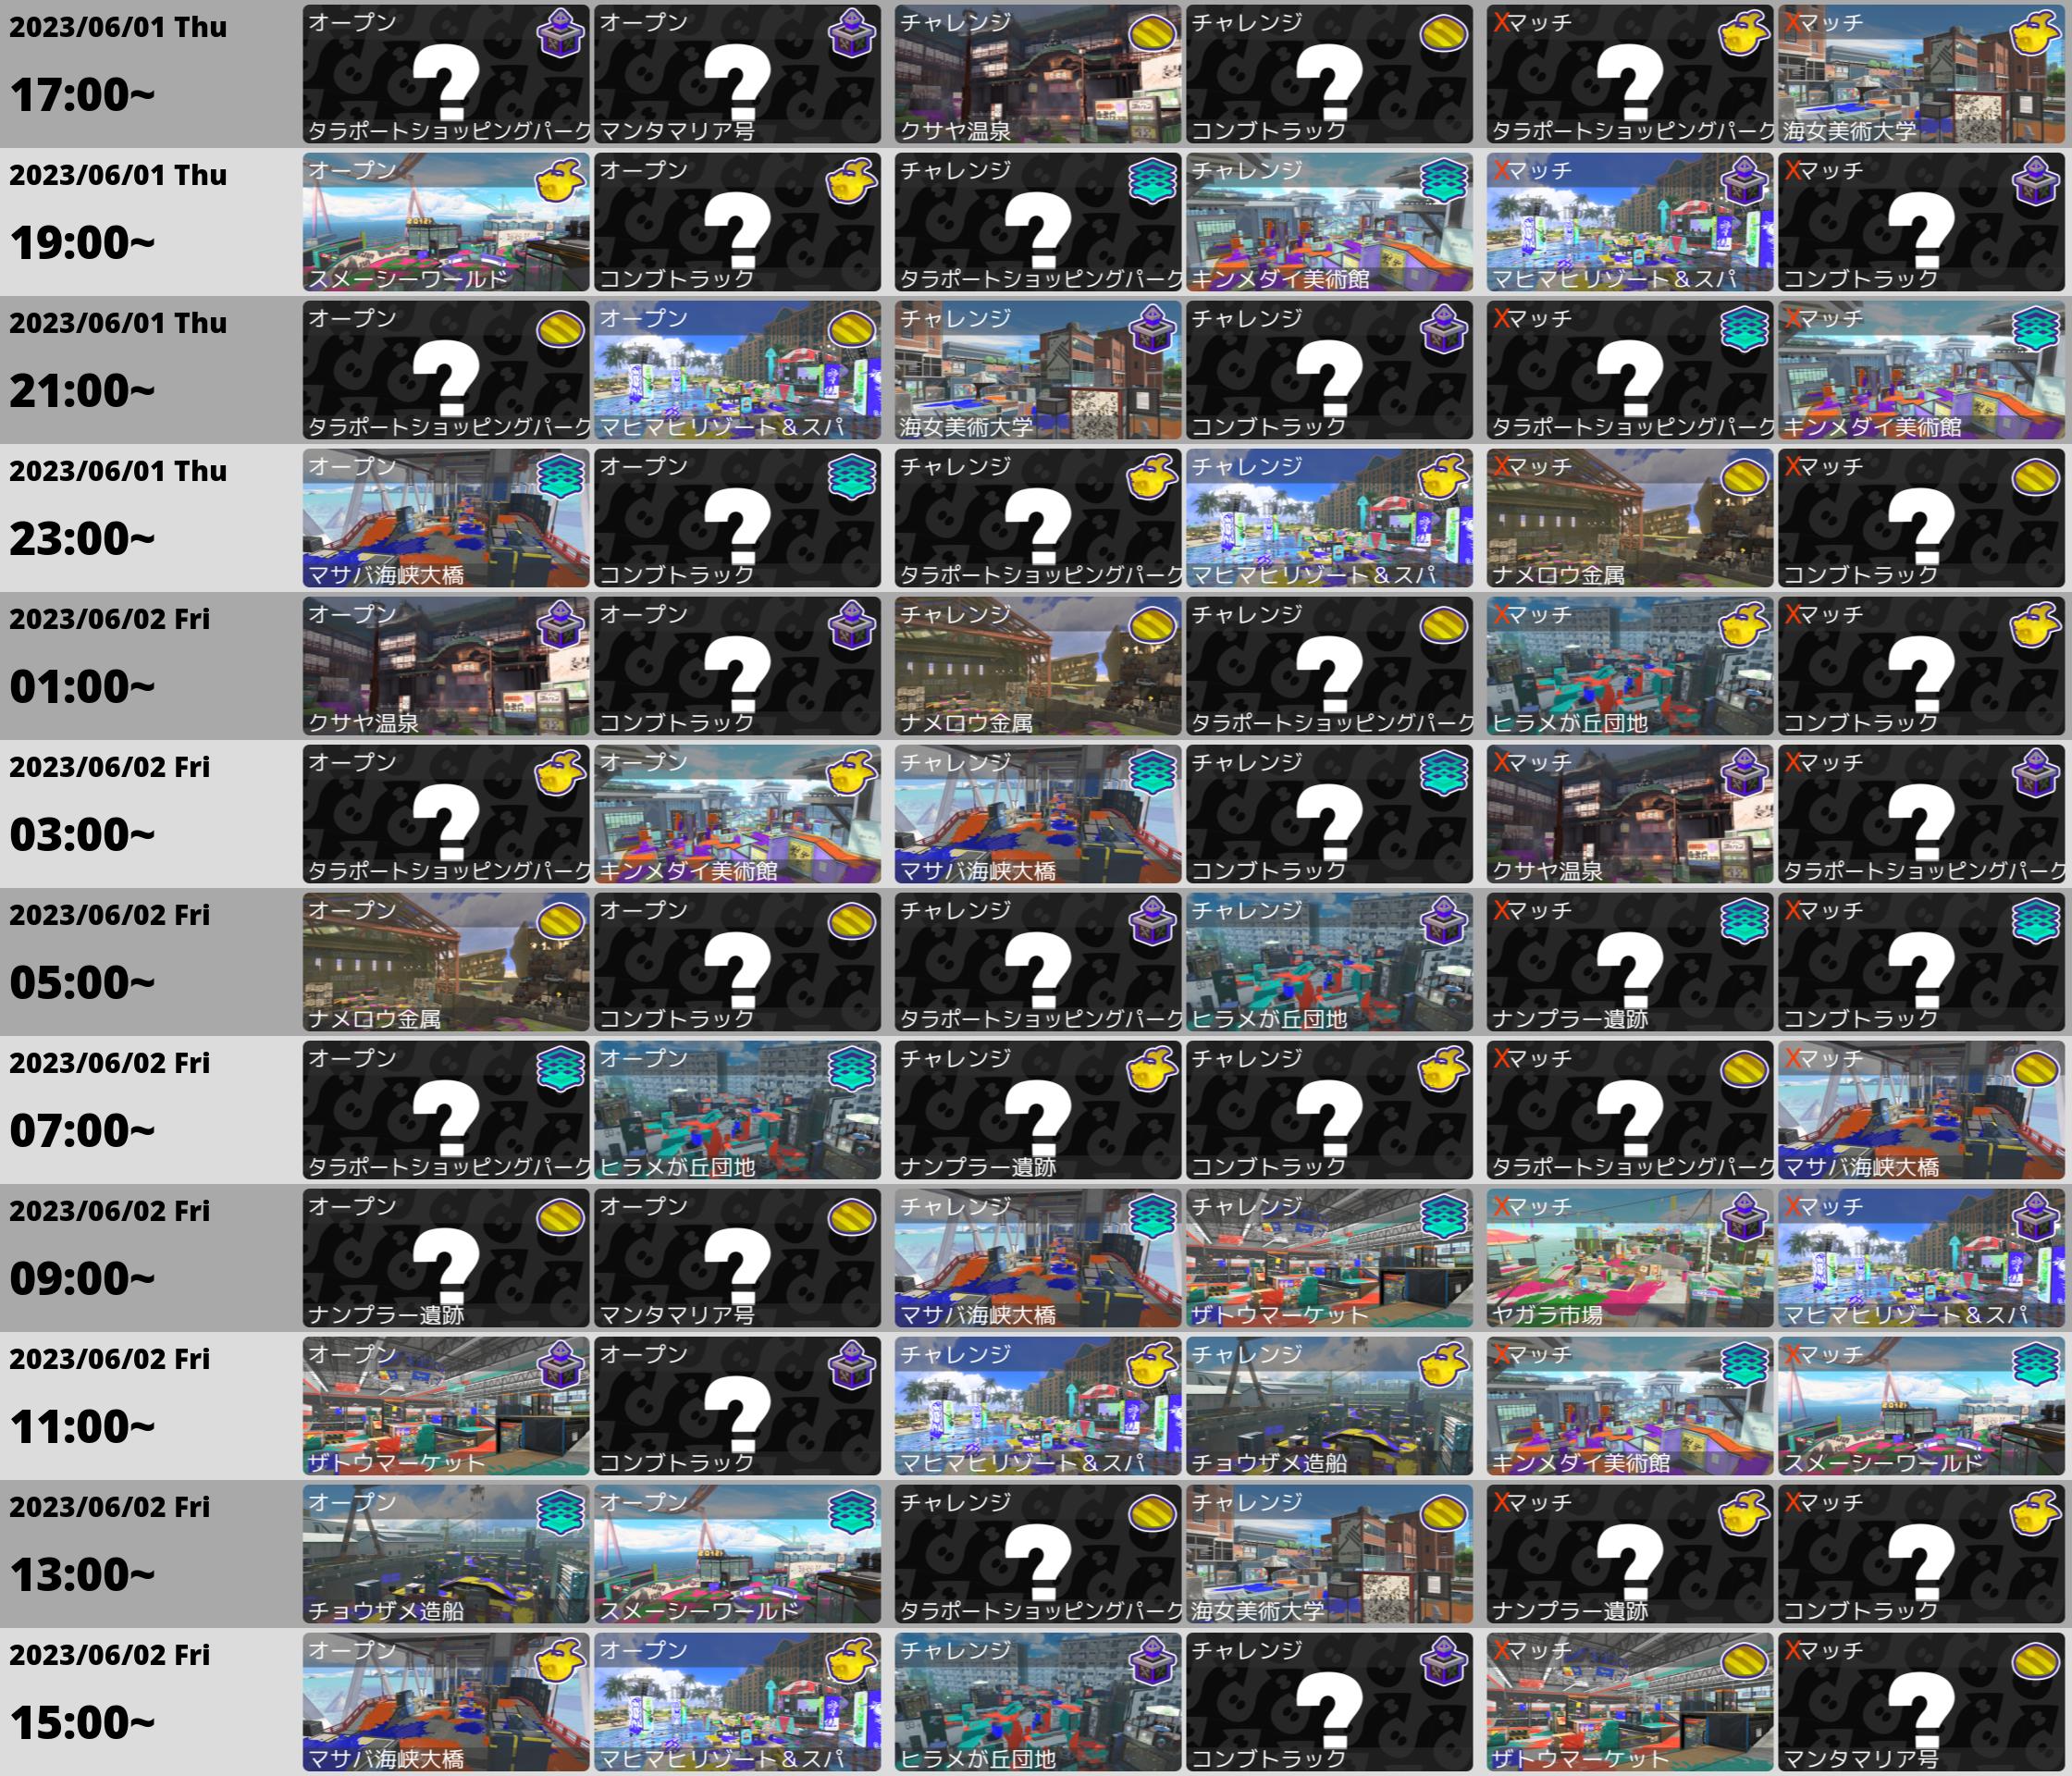 2023/06/01 Thu
17:00~
オープン
タラポートショッピングパーク
オープン
マンタマリア号
チャレンジ
クサヤ温泉
チャレンジ
コンブトラック
Xマッチ
タラポートショッピングパーク
Xマッチ
海女美術大学
2023/06/01 Thu
19:00~
オープン
スメーシーワールド
オープン
コンブトラック
チャレンジ
タラポートショッピングパーク
チャレンジ
キンメダイ美術館
Xマッチ
マヒマヒリゾート&スパ
Xマッチ
コンブトラック
2023/06/01 Thu
21:00~
オープン
タラポートショッピングパーク
オープン
マヒマヒリゾート&スパ
チャレンジ
海女美術大学
チャレンジ
コンブトラック
Xマッチ
タラポートショッピングパーク
Xマッチ
キンメダイ美術館
2023/06/01 Thu
23:00~
オープン
マサバ海峡大橋
オープン
コンブトラック
チャレンジ
タラポートショッピングパーク
チャレンジ
マヒマヒリゾート&スパ
Xマッチ
ナメロウ金属
Xマッチ
コンブトラック
2023/06/02 Fri
01:00~
オープン
クサヤ温泉
オープン
コンブトラック
チャレンジ
ナメロウ金属
チャレンジ
タラポートショッピングパーク
Xマッチ
ヒラメが丘団地
Xマッチ
コンブトラック
2023/06/02 Fri
03:00~
オープン
タラポートショッピングパーク
オープン
キンメダイ美術館
チャレンジ
マサバ海峡大橋
チャレンジ
コンブトラック
Xマッチ
クサヤ温泉
Xマッチ
タラポートショッピングパーク
2023/06/02 Fri
05:00~
オープン
ナメロウ金属
オープン
コンブトラック
チャレンジ
タラポートショッピングパーク
チャレンジ
ヒラメが丘団地
Xマッチ
ナンプラー遺跡
Xマッチ
コンブトラック
2023/06/02 Fri
07:00~
オープン
タラポートショッピングパーク
オープン
ヒラメが丘団地
チャレンジ
ナンプラー遺跡
チャレンジ
コンブトラック
Xマッチ
タラポートショッピングパーク
Xマッチ
マサバ海峡大橋
2023/06/02 Fri
09:00~
オープン
ナンプラー遺跡
オープン
マンタマリア号
チャレンジ
マサバ海峡大橋
チャレンジ
ザトウマーケット
Xマッチ
ヤガラ市場
Xマッチ
マヒマヒリゾート&スパ
2023/06/02 Fri
11:00~
オープン
ザトウマーケット
オープン
コンブトラック
チャレンジ
マヒマヒリゾート&スパ
チャレンジ
チョウザメ造船
Xマッチ
キンメダイ美術館
Xマッチ
スメーシーワールド
2023/06/02 Fri
13:00~
オープン
チョウザメ造船
オープン
スメーシーワールド
チャレンジ
タラポートショッピングパーク
チャレンジ
海女美術大学
Xマッチ
ナンプラー遺跡
Xマッチ
コンブトラック
2023/06/02 Fri
15:00~
オープン
マサバ海峡大橋
オープン
マヒマヒリゾート&スパ
チャレンジ
ヒラメが丘団地
チャレンジ
コンブトラック
Xマッチ
ザトウマーケット
Xマッチ
マンタマリア号